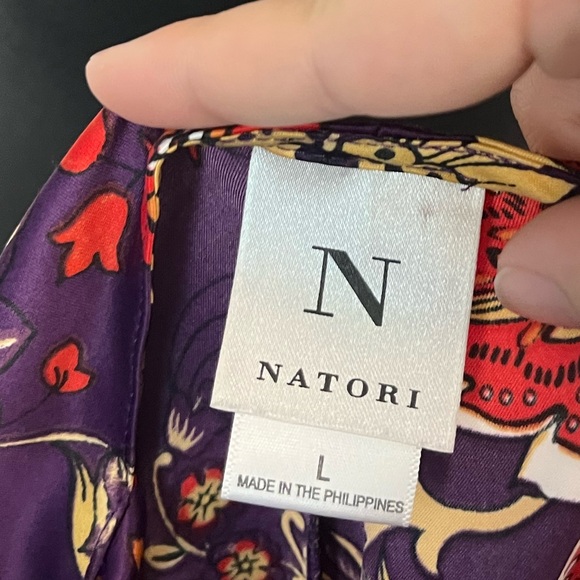 N
NATORI
L
MADE IN THE PHILIPPINES